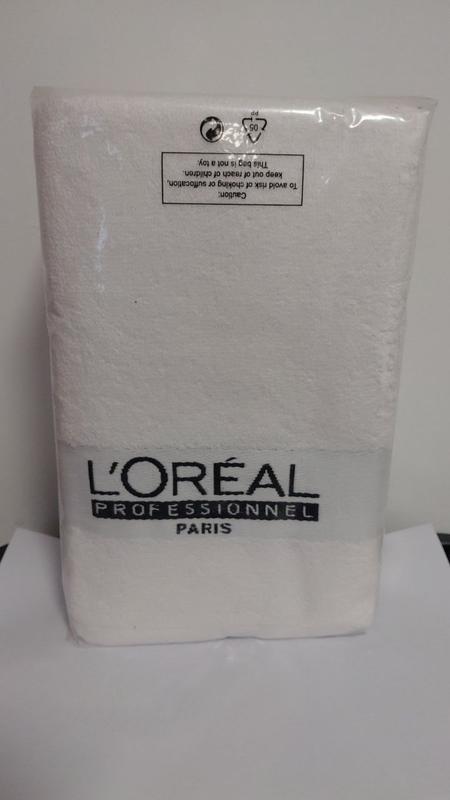 05
PP
Caution:
To avoid risk of choking or suffocation,
keep out of reach of children.
This bag is not a toy.
L'ORÉAL
PROFESSIONNEL
PARIS